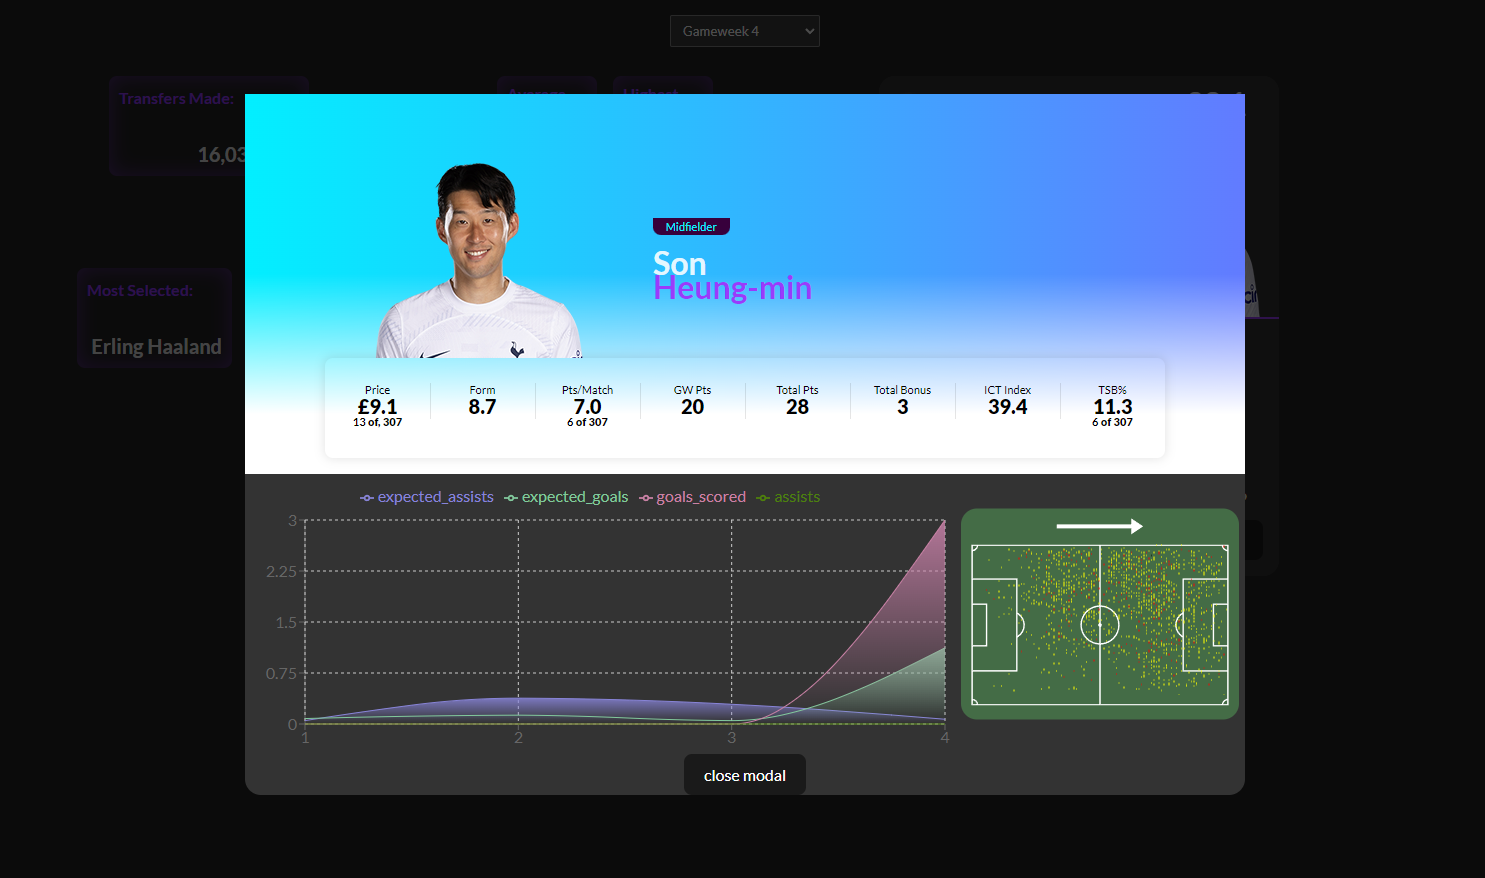 Gameweek 4
Transfers Made:
16,03
Most Selected:
Erling Haaland
Midfielder
Son
Heung-min
Price
£9.1
13 of, 307
Form
8.7
Pts/Match
7.0
6 of 307
GW Pts
20
Total Pts
28
Total Bonus
3
ICT Index
39.4
TSB%
11.3
6 of 307
expected_assists expected_goals goals_scored assists
3
2.25
1.5
0.75
0
1 2 3 4
close modal